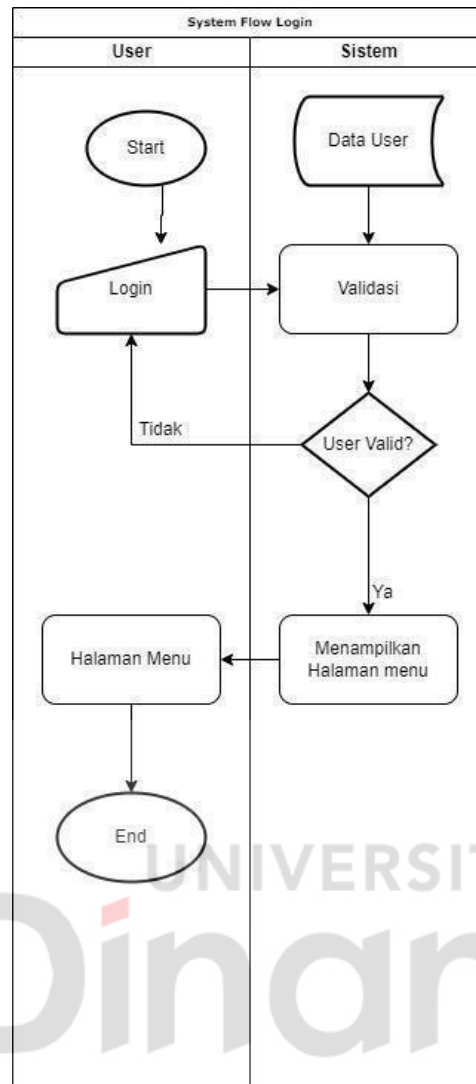 System Flow Login
User
Sistem
Start
Data User
Login
Validasi
Tidak
User Valid?
Ya
Halaman Menu
Menampilkan
Halaman menu
End
UNIVERSIT
Dinar